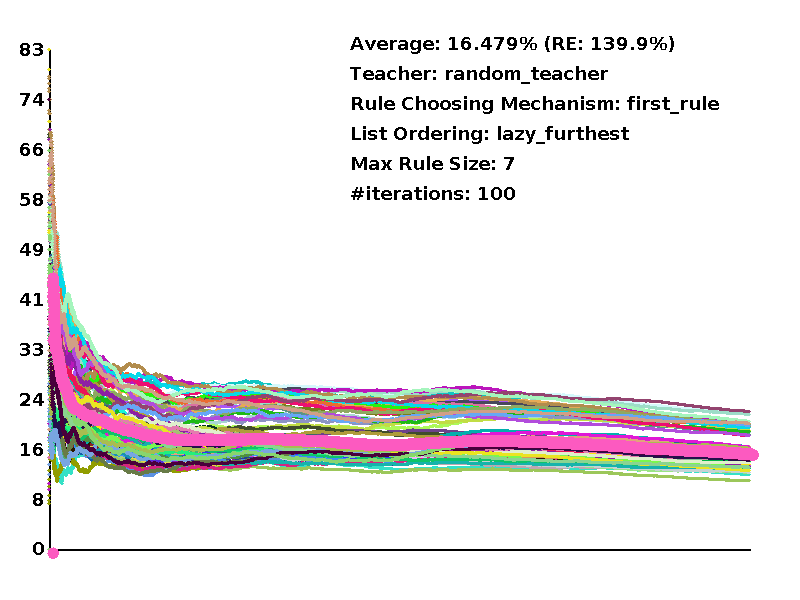 Average: 16.479% (RE: 139.9%)
Teacher: random_teacher
Rule Choosing Mechanism: first_rule
List Ordering: lazy_furthest
Max Rule Size: 7
#iterations: 100
83
74
66
58
49
41
33
24
16
8
0